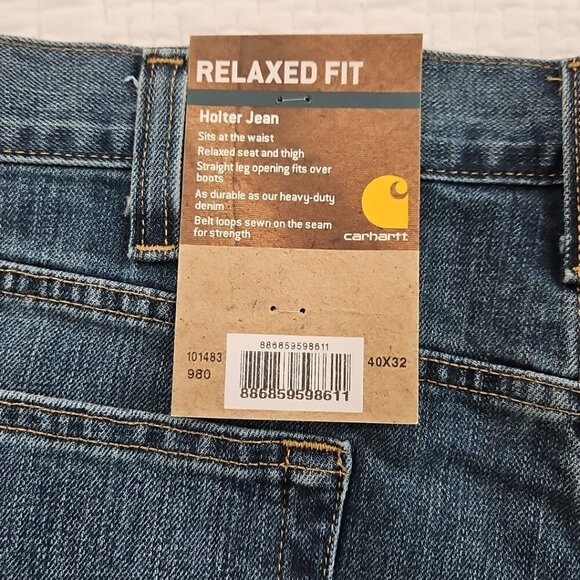 RELAXED FIT
Holter Jean
Sits at the waist
Relaxed seat and thigh
Straight leg opening fits over
boots
As durable as our heavy-duty
denim
Belt loops sewn on the seam
for strength
carhartt
886859598611
101483
980
40X32
886859598611